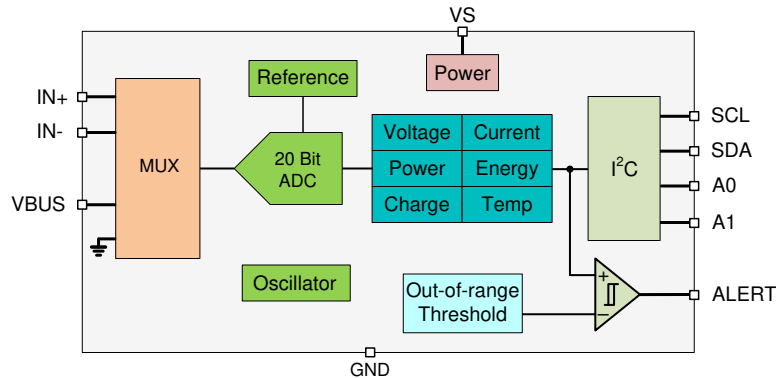 VS
Reference
Power
IN+
IN-
VBUS
MUX
20 Bit
ADC
Voltage
Current
Power
Energy
Charge
Temp
I²C
SCL
SDA
A0
A1
Oscillator
Out-of-range
Threshold
+
−
ALERT
GND